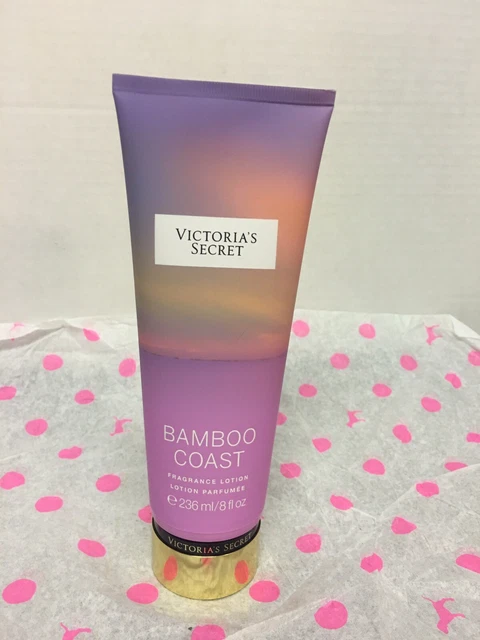 VICTORIA'S
SECRET
BAMBOO
COAST
FRAGRANCE LOTION
LOTION PARFUMÉE
℮ 236 ml/8 fl oz
VICTORIA'S SECRET